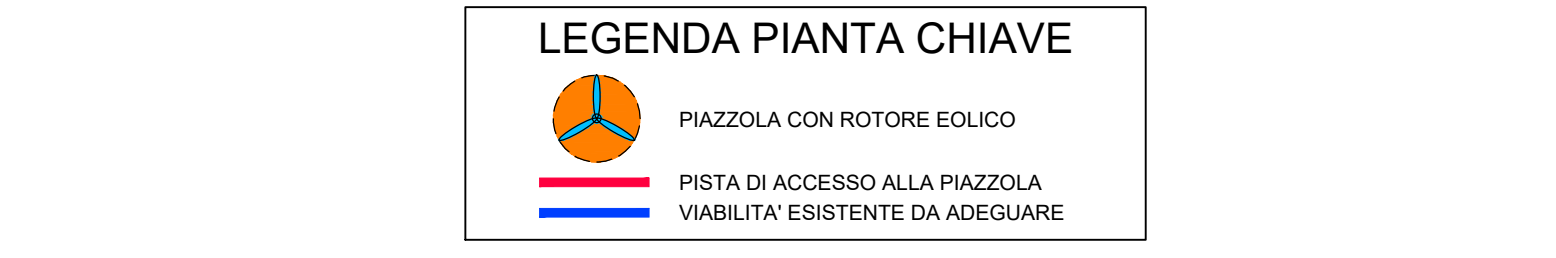 LEGENDA PIANTA CHIAVE
PIAZZOLA CON ROTORE EOLICO
PISTA DI ACCESSO ALLA PIAZZOLA
VIABILITA' ESISTENTE DA ADEGUARE